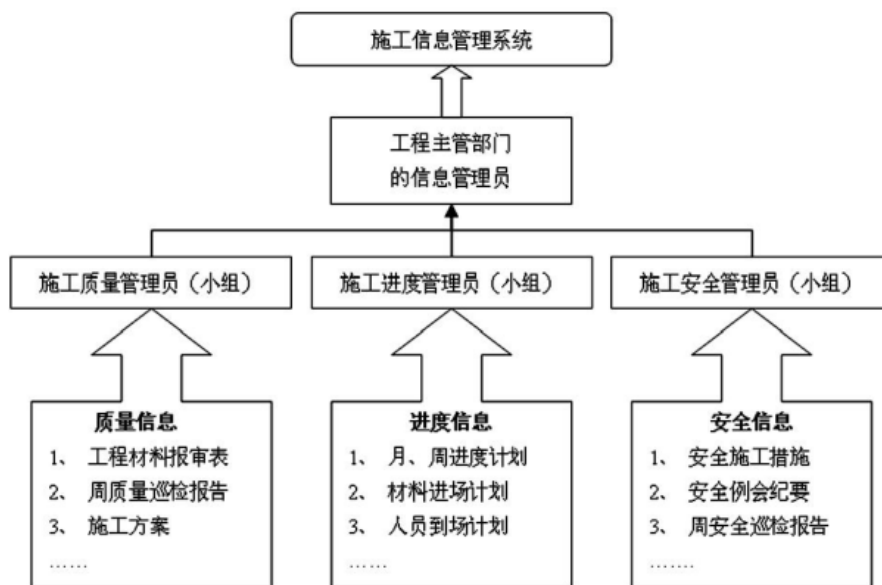 施工信息管理系统
工程主管部门
的信息管理员
施工质量管理员（小组）
施工进度管理员（小组）
施工安全管理员（小组）
质量信息
1、 工程材料报审表
2、 周质量巡检报告
3、 施工方案
……
进度信息
1、 月、周进度计划
2、 材料进场计划
3、 人员到场计划
……
安全信息
1、 安全施工措施
2、 安全例会纪要
3、 周安全巡检报告
…….